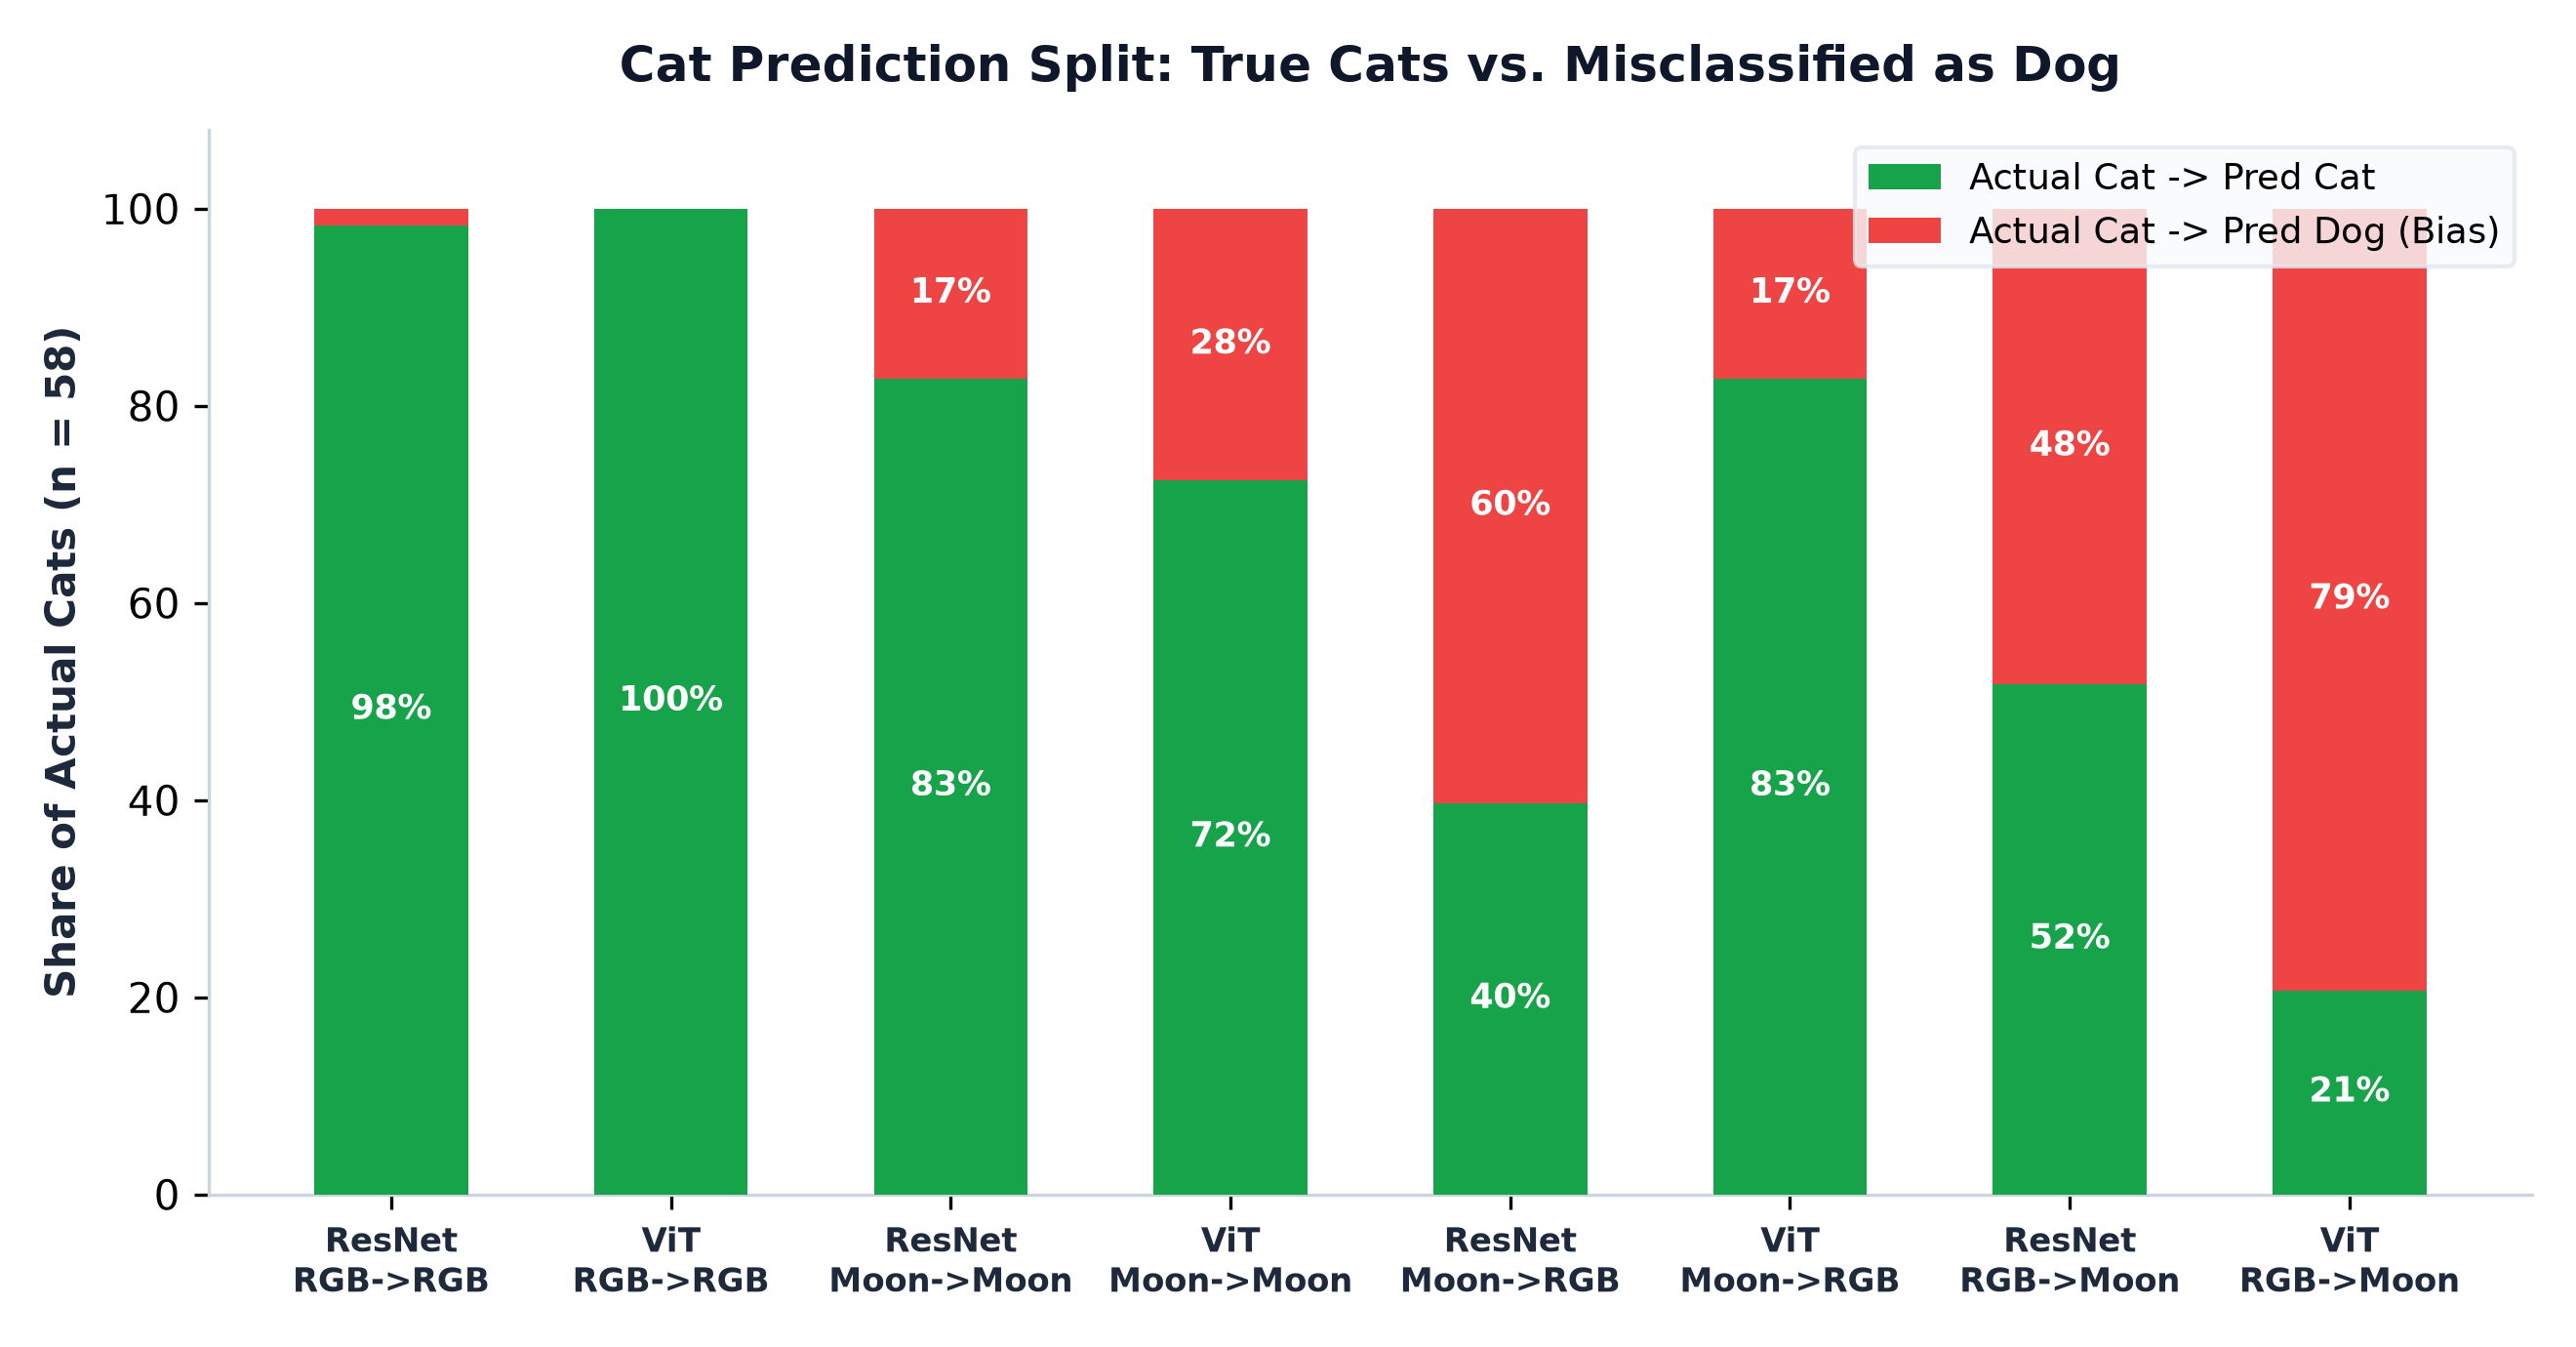 Cat Prediction Split: True Cats vs. Misclassified as Dog
Actual Cat -> Pred Cat
Actual Cat -> Pred Dog (Bias)
Share of Actual Cats (n = 58)
100
80
60
40
20
0
98%
100%
17%
83%
28%
72%
60%
40%
17%
83%
48%
52%
79%
21%
ResNet
RGB->RGB
ViT
RGB->RGB
ResNet
Moon->Moon
ViT
Moon->Moon
ResNet
Moon->RGB
ViT
Moon->RGB
ResNet
RGB->Moon
ViT
RGB->Moon